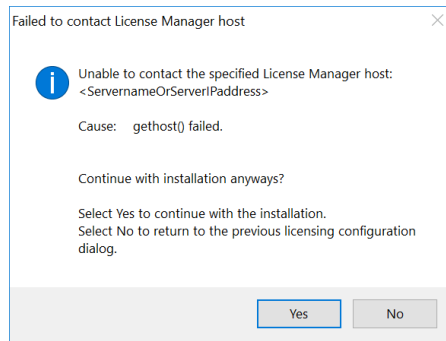 Failed to contact License Manager host
Unable to contact the specified License Manager host:
<ServernameOrServerIPaddress>
Cause: gethost() failed.
Continue with installation anyways?
Select Yes to continue with the installation.
Select No to return to the previous licensing configuration
dialog.
Yes No